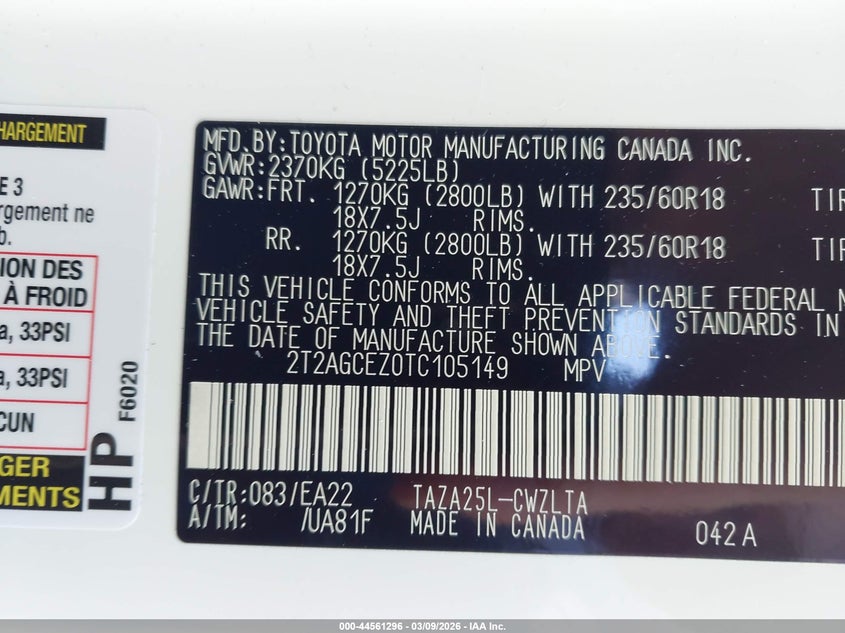 HARGEMENT
E 3
rgement ne
b.
ION DES
À FROID
a, 33PSI
a, 33PSI
CUN
GER
EMENTS
HP
F6020
MFD.BY:TOYOTA MOTOR MANUFACTURING CANADA INC.
GVWR:2370KG (5225LB)
GAWR:FRT. 1270KG (2800LB) WITH 235/60R18 TIR
18X7.5J RIMS.
RR. 1270KG (2800LB) WITH 235/60R18 TIR
18X7.5J RIMS.
THIS VEHICLE CONFORMS TO ALL APPLICABLE FEDERAL M
VEHICLE SAFETY AND THEFT PREVENTION STANDARDS IN
THE DATE OF MANUFACTURE SHOWN ABOVE.
2T2AGCEZ0TC105149 MPV
C/TR:083/EA22 TAZA25L-CWZLTA
A/TM: /UA81F MADE IN CANADA 042A
000-44561296 - 03/09/2026 - IAA Inc.